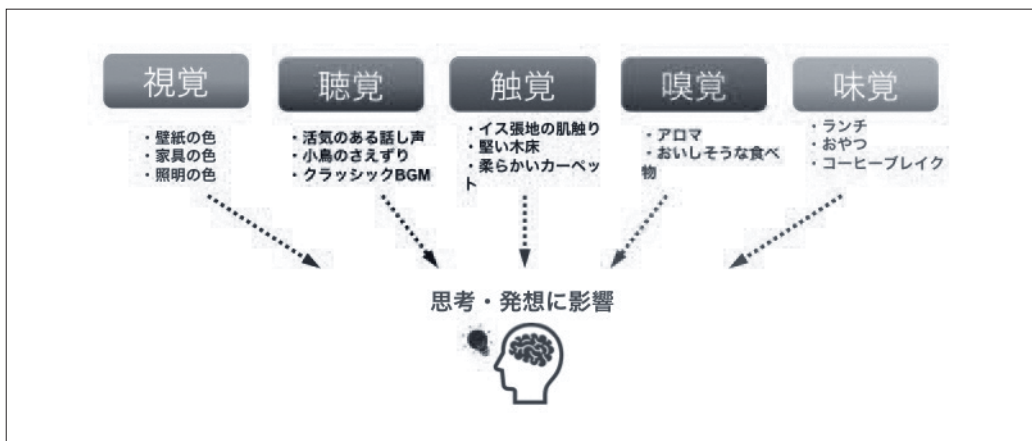 視覚
聴覚
触覚
嗅覚
味覚
・壁紙の色
・家具の色
・照明の色
・活気のある話し声
・小鳥のさえずり
・クラッシックBGM
・イス張地の肌触り
・堅い木床
・柔らかいカーペッ
ト
・アロマ
・おいしそうな食べ
物
・ランチ
・おやつ
・コーヒーブレイク
思考・発想に影響